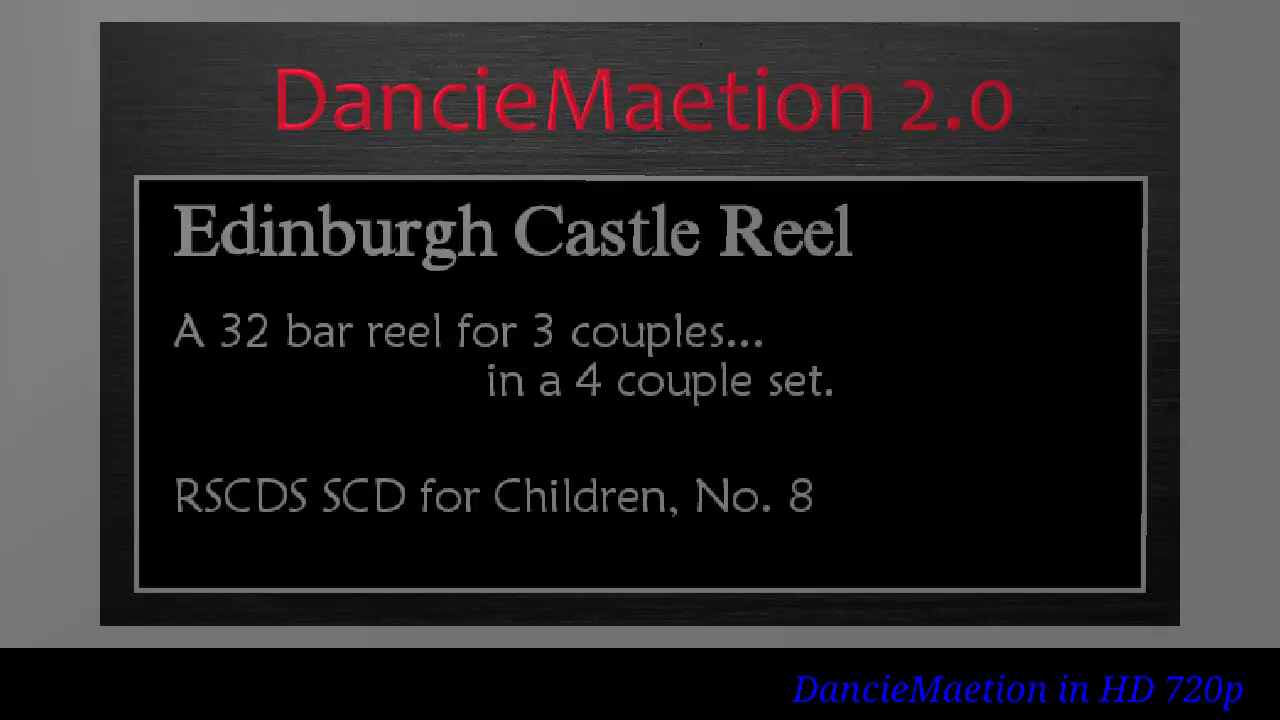 DancieMaetion 2.0
Edinburgh Castle Reel
A 32 bar reel for 3 couples...
in a 4 couple set.
RSCDS SCD for Children, No. 8
DancieMaetion in HD 720p